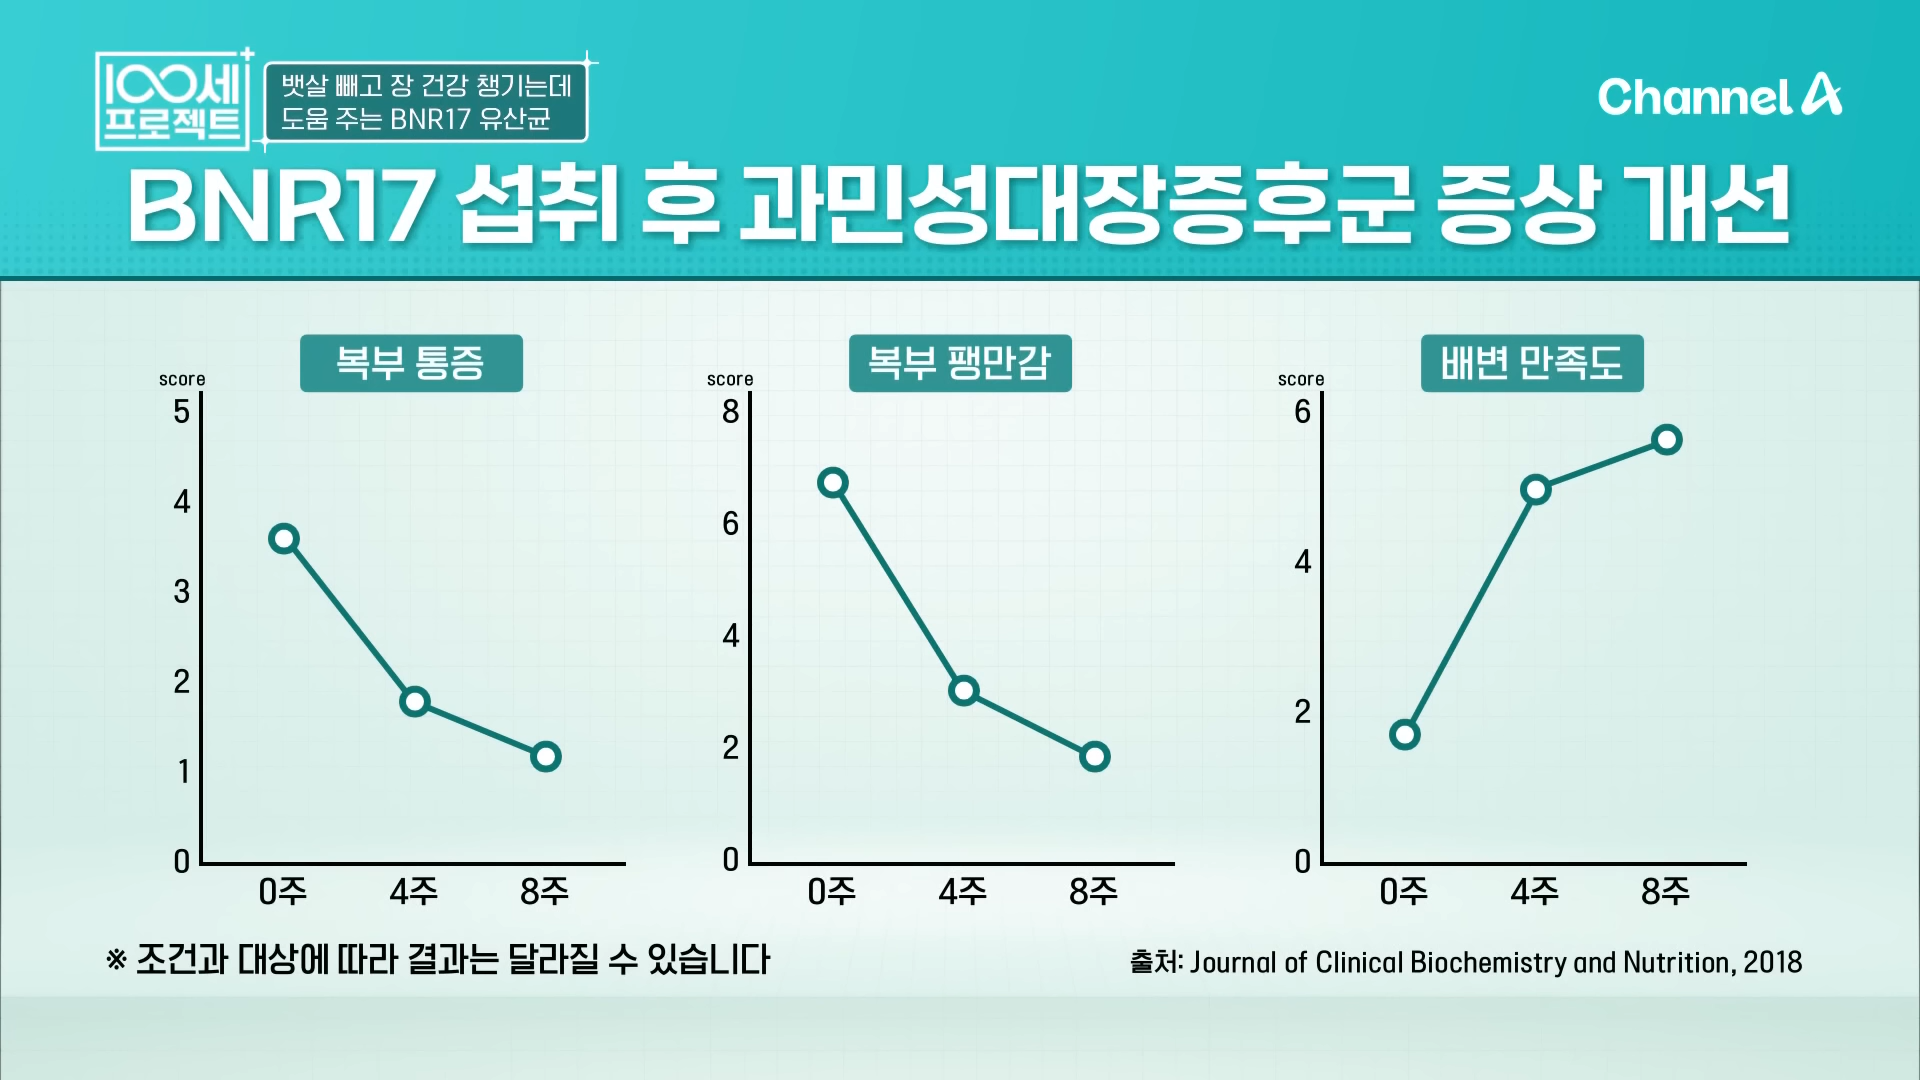 100세
프로젝트
뱃살 빼고 장 건강 챙기는데
도움 주는 BNR17 유산균
Channel A
BNR17 섭취 후 과민성대장증후군 증상 개선
복부 통증
score
5
4
3
2
1
0
0주 4주 8주
복부 팽만감
score
8
6
4
2
0
0주 4주 8주
배변 만족도
score
6
4
2
0
0주 4주 8주
※ 조건과 대상에 따라 결과는 달라질 수 있습니다
출처: Journal of Clinical Biochemistry and Nutrition, 2018